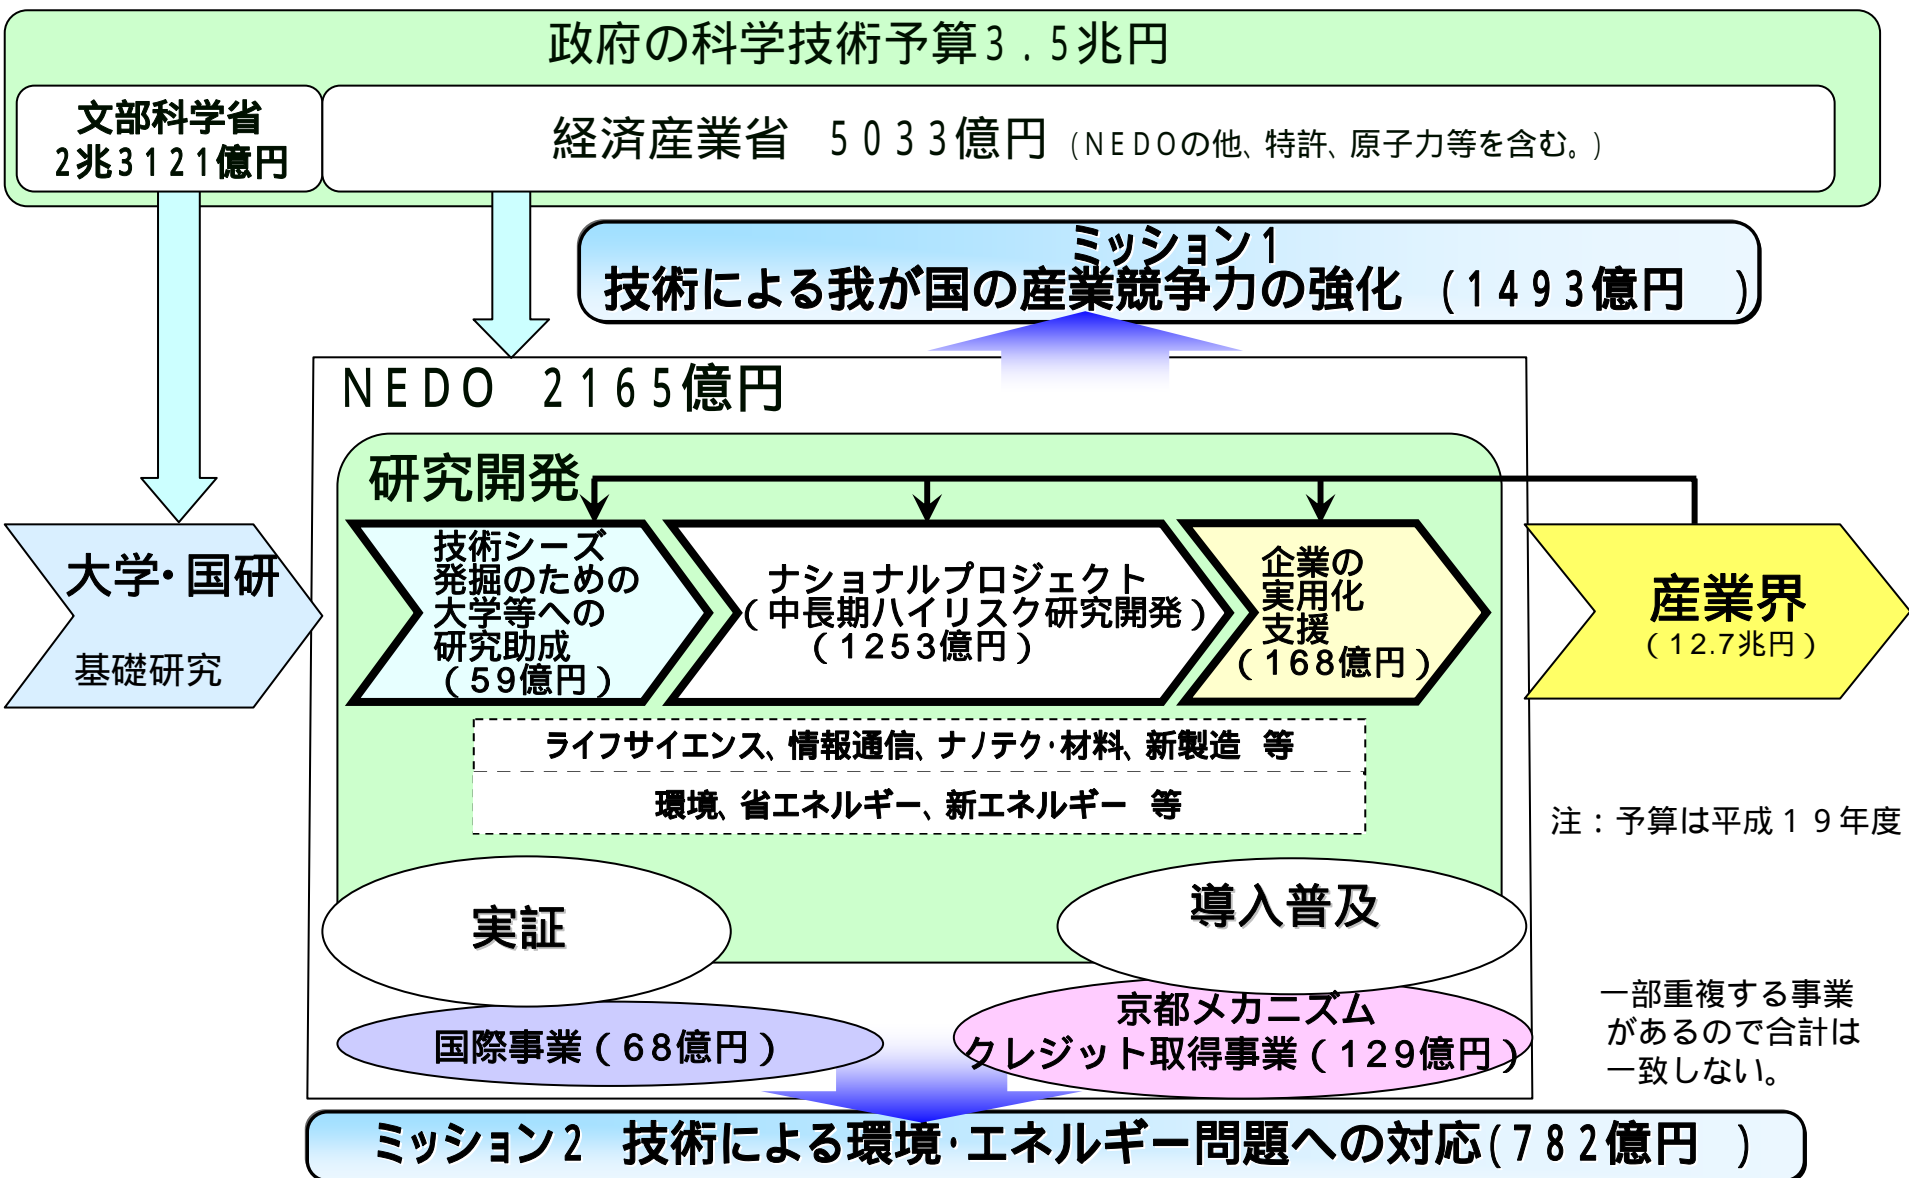 政府の科学技術予算3.5兆円
文部科学省
2兆3121億円
経済産業省 5033億円 (NEDOの他、特許、原子力等を含む。)
ミッション1
技術による我が国の産業競争力の強化 (1493億円 )
NEDO 2165億円
研究開発
大学・国研
基礎研究
技術シーズ
発掘のための
大学等への
研究助成
(59億円)
ナショナルプロジェクト
(中長期ハイリスク研究開発)
(1253億円)
企業の
実用化
支援
(168億円)
産業界
(12.7兆円)
ライフサイエンス、情報通信、ナノテク・材料、新製造 等
環境、省エネルギー、新エネルギー 等
注:予算は平成19年度
実証
導入普及
国際事業(68億円)
京都メカニズム
クレジット取得事業(129億円)
一部重複する事業
があるので合計は
一致しない。
ミッション2 技術による環境・エネルギー問題への対応(782億円 )